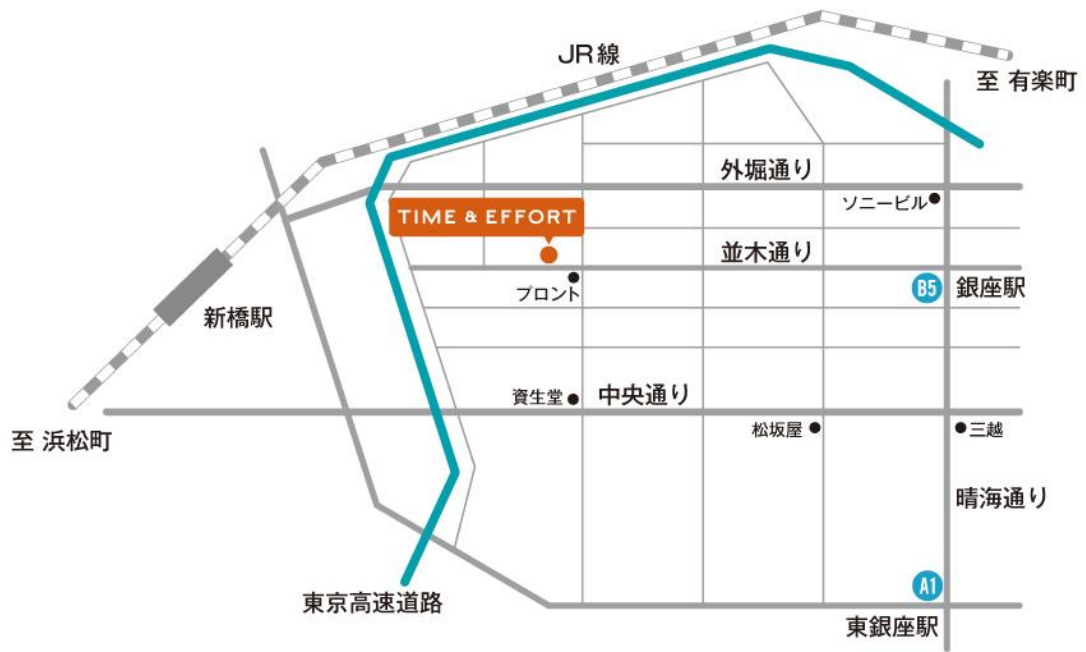 JR線
至 有楽町
外堀通り
ソニービル
TIME & EFFORT
並木通り
プロント
B5
銀座駅
新橋駅
資生堂
中央通り
至 浜松町
松坂屋
三越
晴海通り
東京高速道路
A1
東銀座駅